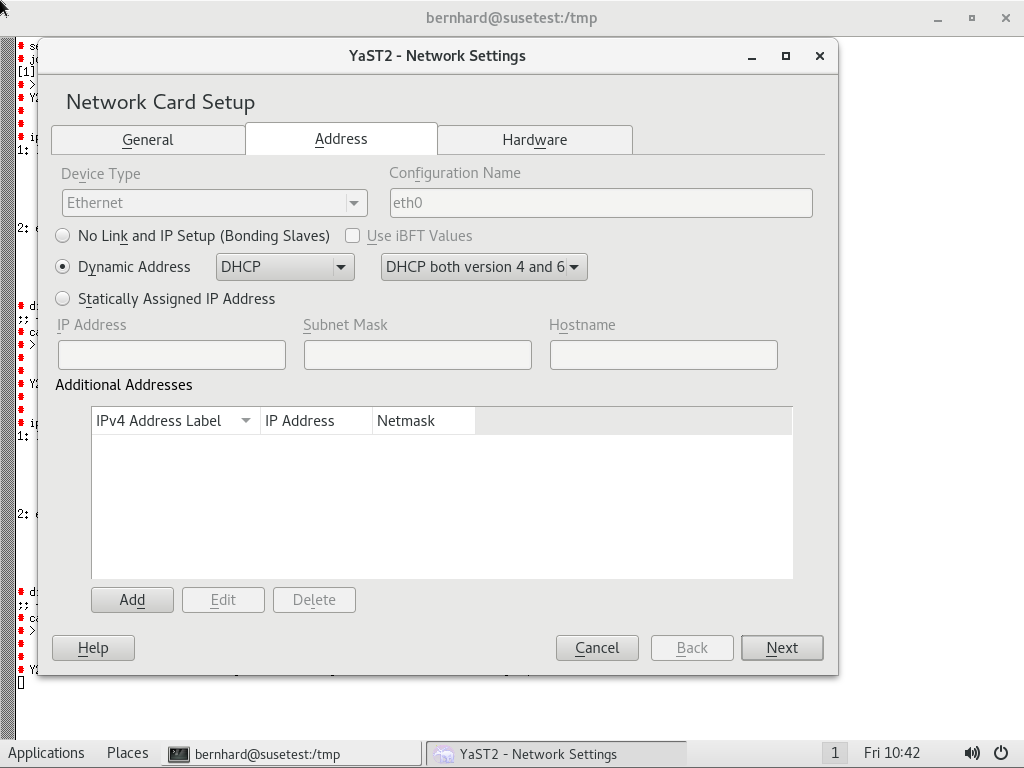 bernhard@susetest:/tmp
YaST2 - Network Settings
Network Card Setup
General Address Hardware
Device Type Configuration Name
Ethernet eth0
No Link and IP Setup (Bonding Slaves) Use iBFT Values
Dynamic Address DHCP DHCP both version 4 and 6
Statically Assigned IP Address
IP Address Subnet Mask Hostname
Additional Addresses
IPv4 Address Label IP Address Netmask
Add Edit Delete
Help Cancel Back Next
Applications Places bernhard@susetest:/tmp YaST2 - Network Settings 1 Fri 10:42